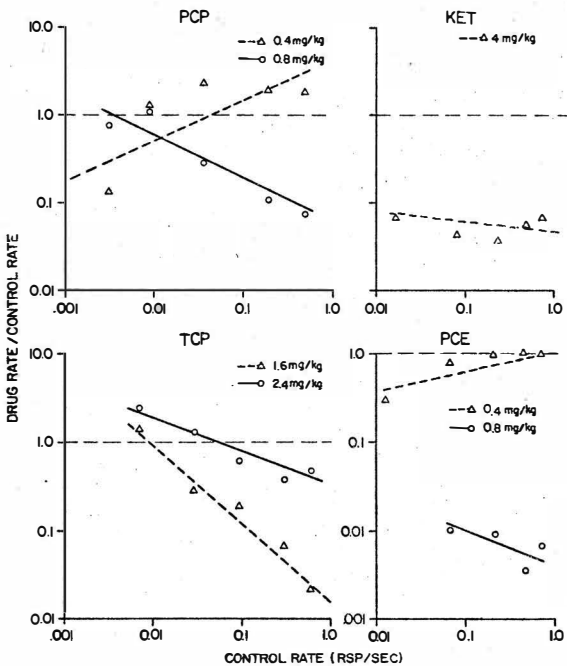 PCP
KET
10.0
0.4 mg/kg
0.8 mg/kg
4 mg/kg
1.0
0.1
0.01
.001
0.01
0.1
1.0
0.01
0.1
1.0
DRUG RATE / CONTROL RATE
TCP
PCE
10.0
1.6 mg/kg
2.4 mg/kg
1.0
0.1
0.01
1.0
0.4 mg/kg
0.8 mg/kg
0.1
0.01
.001
.001
0.01
0.1
1.0
0.01
0.1
1.0
CONTROL RATE (RSP/SEC)